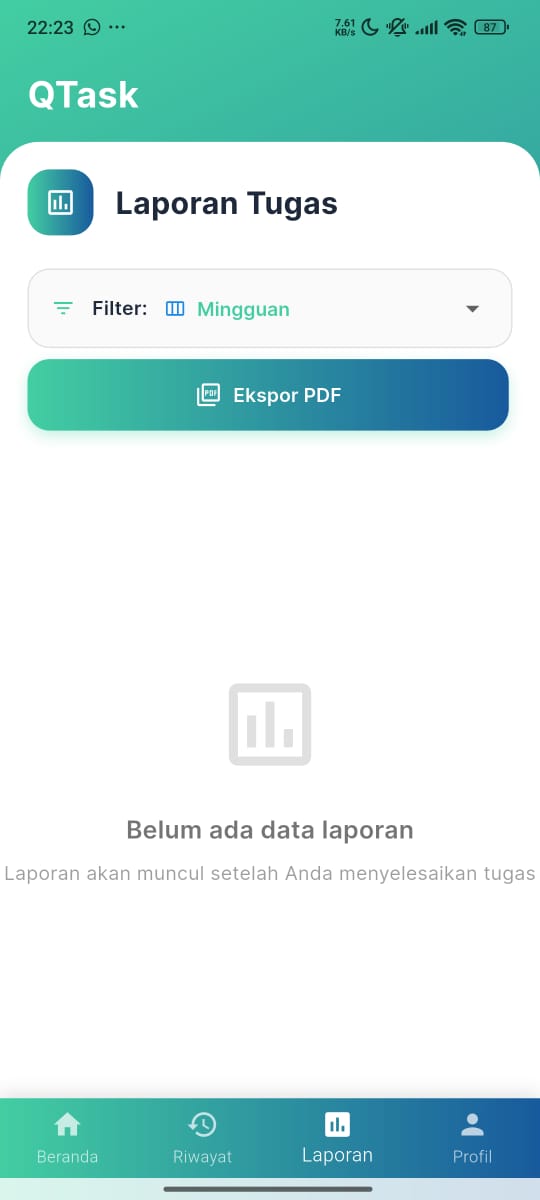 22:23
7.61
KB/s
87
QTask
Laporan Tugas
Filter: Mingguan
PDF Ekspor PDF
Belum ada data laporan
Laporan akan muncul setelah Anda menyelesaikan tugas
Beranda Riwayat Laporan Profil